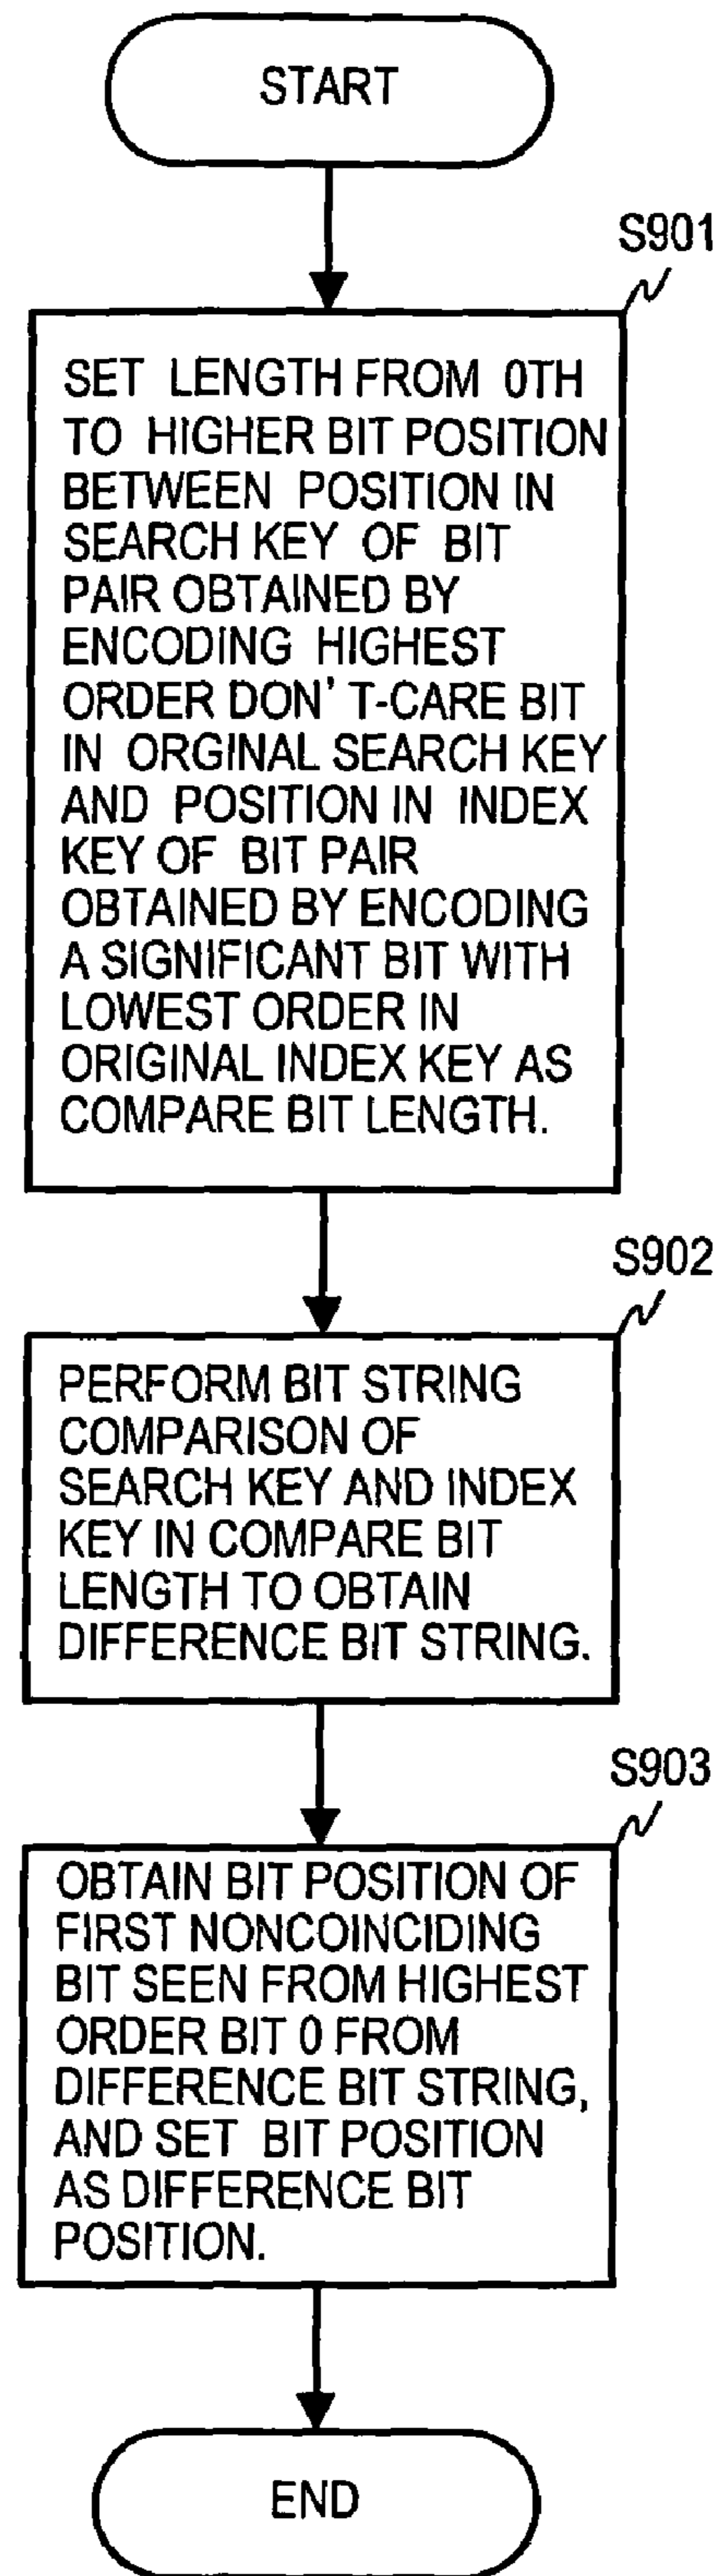 START
S901
SET LENGTH FROM 0TH
TO HIGHER BIT POSITION
BETWEEN POSITION IN
SEARCH KEY OF BIT
PAIR OBTAINED BY
ENCODING HIGHEST
ORDER DON'T-CARE BIT
IN ORGINAL SEARCH KEY
AND POSITION IN INDEX
KEY OF BIT PAIR
OBTAINED BY ENCODING
A SIGNIFICANT BIT WITH
LOWEST ORDER IN
ORIGINAL INDEX KEY AS
COMPARE BIT LENGTH.
S902
PERFORM BIT STRING
COMPARISON OF
SEARCH KEY AND INDEX
KEY IN COMPARE BIT
LENGTH TO OBTAIN
DIFFERENCE BIT STRING.
S903
OBTAIN BIT POSITION OF
FIRST NONCOINCIDING
BIT SEEN FROM HIGHEST
ORDER BIT 0 FROM
DIFFERENCE BIT STRING,
AND SET BIT POSITION
AS DIFFERENCE BIT
POSITION.
END